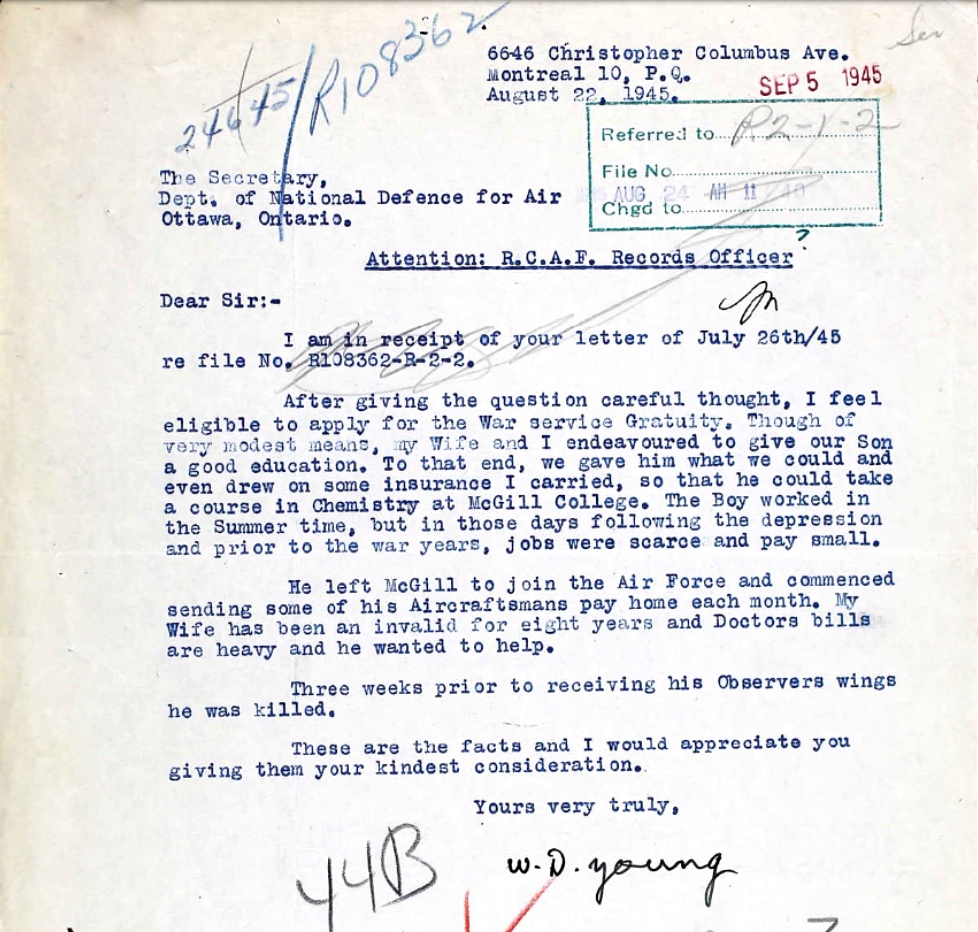 24645/R108362
6646 Christopher Columbus Ave.
Montreal 10, P.Q.
August 22, 1945.
SEP 5 1945
Referred to R2-1-2
File No.
AUG 24 AM 11 40
Chgd to
The Secretary,
Dept. of National Defence for Air
Ottawa, Ontario.
Attention: R.C.A.F. Records Officer
?
Dear Sir:-
I am in receipt of your letter of July 26th/45
re file No. R108362-R-2-2.
After giving the question careful thought, I feel
eligible to apply for the War service Gratuity. Though of
very modest means, my Wife and I endeavoured to give our Son
a good education. To that end, we gave him what we could and
even drew on some insurance I carried, so that he could take
a course in Chemistry at McGill College. The Boy worked in
the Summer time, but in those days following the depression
and prior to the war years, jobs were scarce and pay small.
He left McGill to join the Air Force and commenced
sending some of his Aircraftsmans pay home each month. My
Wife has been an invalid for eight years and Doctors bills
are heavy and he wanted to help.
Three weeks prior to receiving his Observers wings
he was killed.
These are the facts and I would appreciate you
giving them your kindest consideration.
Yours very truly,
W. D. Young
44B